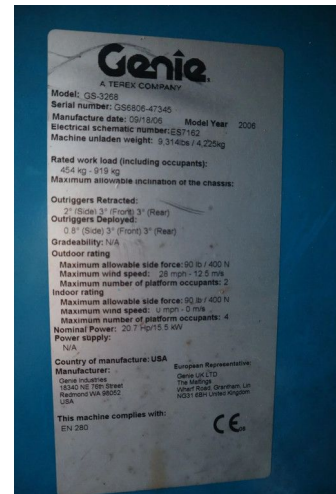 Genie.
A TEREX COMPANY
Model: GS-3268
Serial number: GS6806-47345
Manufacture date: 09/18/06 Model Year 2006
Electrical schematic number: ES7162
Machine unladen weight: 9,314lbs / 4,225kg
Rated work load (including occupants):
454 kg - 919 kg
Maximum allowable inclination of the chassis:
Outriggers Retracted:
2° (Side) 3° (Front) 3° (Rear)
Outriggers Deployed:
0.8° (Side) 3° (Front) 3° (Rear)
Gradeability: N/A
Outdoor rating
Maximum allowable side force: 90 lb / 400 N
Maximum wind speed: 28 mph - 12.5 m/s
Maximum number of platform occupants: 2
Indoor rating
Maximum allowable side force: 90 lb / 400 N
Maximum wind speed: 0 mph - 0 m/s
Maximum number of platform occupants: 4
Nominal Power: 20.7 Hp/15.5 kW
Power supply:
N/A
Country of manufacture: USA
Manufacturer:
Genie Industries
18340 NE 76th Street
Redmond WA 98052
USA
European Representative:
Genie UK LTD
The Maltings
Wharf Road, Grantham, Lin
NG31 6BH United Kingdom
This machine complies with:
EN 280
CE